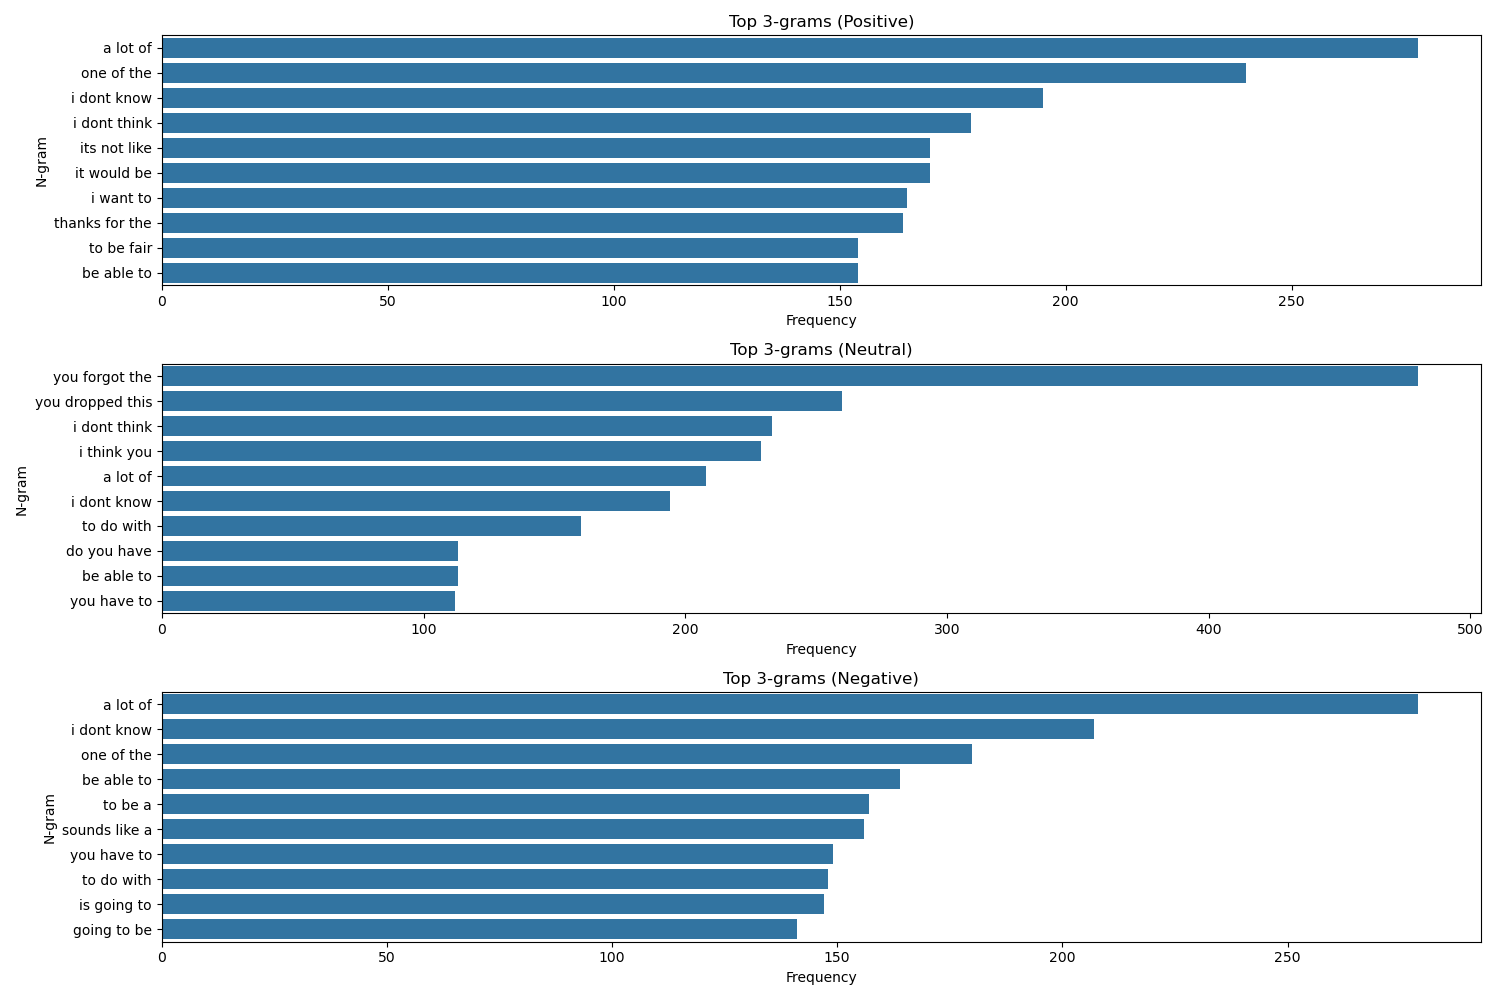 Top 3-grams (Positive)
N-gram
a lot of
one of the
i dont know
i dont think
its not like
it would be
i want to
thanks for the
to be fair
be able to
0 50 100 150 200 250
Frequency
Top 3-grams (Neutral)
N-gram
you forgot the
you dropped this
i dont think
i think you
a lot of
i dont know
to do with
do you have
be able to
you have to
0 100 200 300 400 500
Frequency
Top 3-grams (Negative)
N-gram
a lot of
i dont know
one of the
be able to
to be a
sounds like a
you have to
to do with
is going to
going to be
0 50 100 150 200 250
Frequency